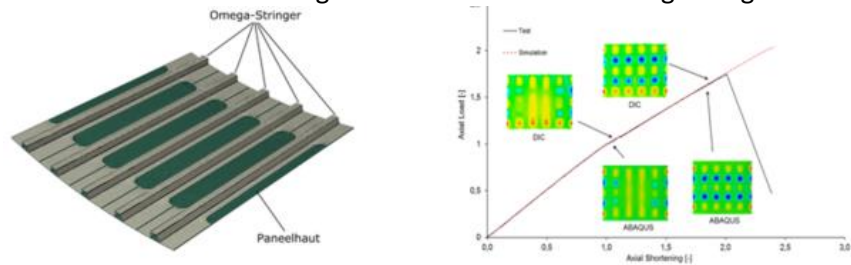 Omega-Stringer
Paneelhaut
Test
Simulation
DIC
DIC
ABAQUS
ABAQUS
Axial Load [-]
2
1,5
1
0,5
0
0,0
0,5
1,0
1,5
2,0
2,5
3,0
Axial Shortening [-]